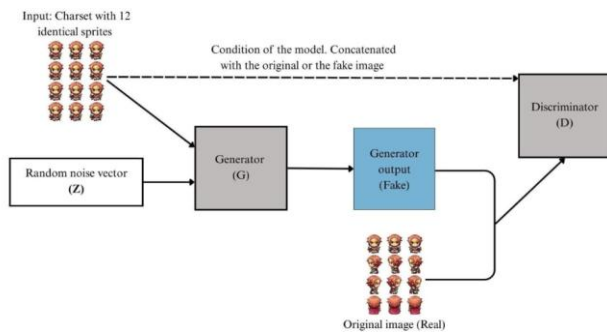 Input: Charset with 12
identical sprites
Condition of the model. Concatenated
with the original or the fake image
Discriminator
(D)
Generator
(G)
Generator
output
(Fake)
Random noise vector
(Z)
Original image (Real)